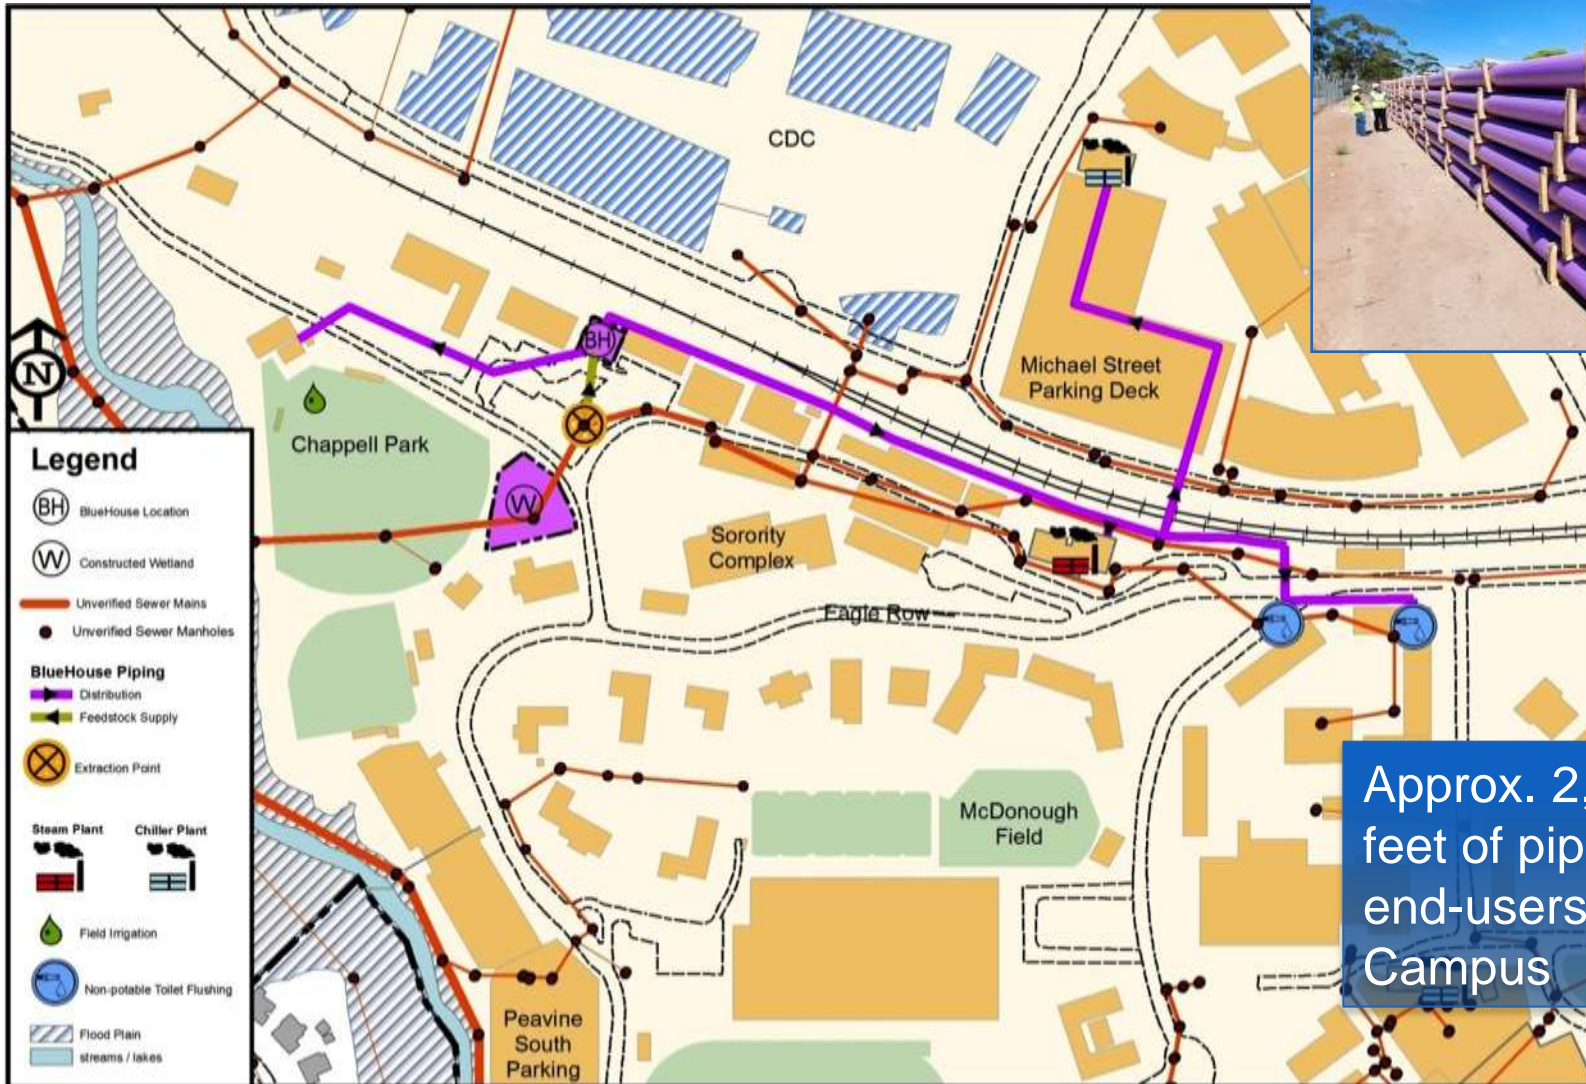 CDC
Michael Street
Parking Deck
BH
Chappell Park
W
N
Sorority
Complex
Eagle Row
McDonough
Field
Peavine
South
Parking
Legend
BH
BlueHouse Location
W
Constructed Wetland
Unverified Sewer Mains
Unverified Sewer Manholes
BlueHouse Piping
Distribution
Feedstock Supply
Extraction Point
Steam Plant
Chiller Plant
Field Irrigation
Non-potable Toilet Flushing
Flood Plain
streams / lakes
Approx. 2,
feet of pip
end-users
Campus